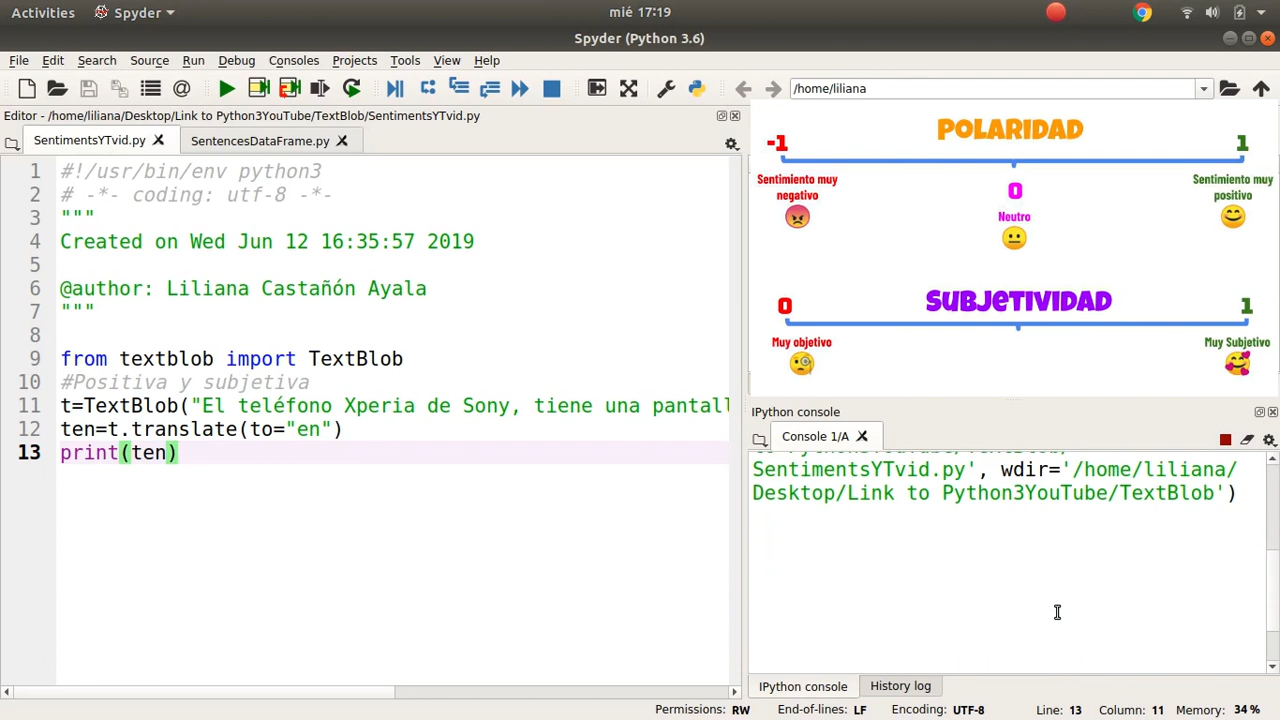 Activities
Spyder
mié 17:19
Spyder (Python 3.6)
File Edit Search Source Run Debug Consoles Projects Tools View Help
/home/liliana
Editor - /home/liliana/Desktop/Link to Python3YouTube/TextBlob/SentimentsYTvid.py
SentimentsYTvid.py
SentencesDataFrame.py
1 #!/usr/bin/env python3
2 # -*- coding: utf-8 -*-
3 """
4 Created on Wed Jun 12 16:35:57 2019
5
6 @author: Liliana Castañón Ayala
7 """
8
9 from textblob import TextBlob
10 #Positiva y subjetiva
11 t=TextBlob("El teléfono Xperia de Sony, tiene una pantall
12 ten=t.translate(to="en")
13 print(ten)
POLARIDAD
-1
1
Sentimiento muy
negativo
0
Neutro
Sentimiento muy
positivo
SUBJETIVIDAD
0
1
Muy objetivo
Muy Subjetivo
IPython console
Console 1/A
to Python3YouTube/TextBlob/
SentimentsYTvid.py', wdir='/home/liliana/
Desktop/Link to Python3YouTube/TextBlob')
IPython console
History log
Permissions: RW End-of-lines: LF Encoding: UTF-8 Line: 13 Column: 11 Memory: 34 %